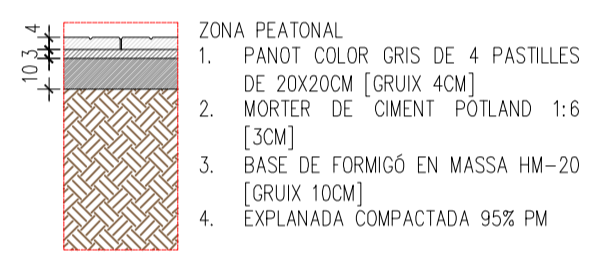 ZONA PEATONAL
1. PANOT COLOR GRIS DE 4 PASTILLES
DE 20X20CM [GRUIX 4CM]
2. MORTER DE CIMENT PÒTLAND 1:6
[3CM]
3. BASE DE FORMIGÓ EN MASSA HM-20
[GRUIX 10CM]
4. EXPLANADA COMPACTADA 95% PM
4
3
10